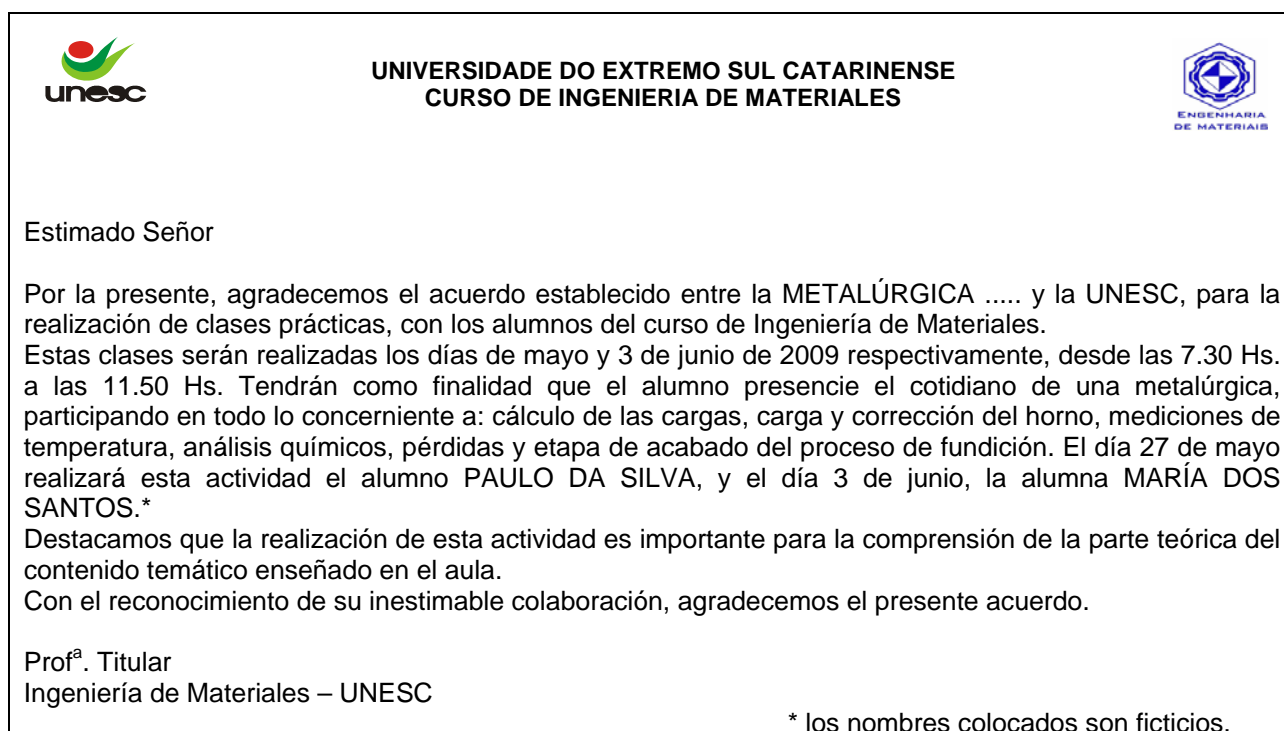 unesc
UNIVERSIDADE DO EXTREMO SUL CATARINENSE
CURSO DE INGENIERIA DE MATERIALES
ENGENHARIA
DE MATERIAIS
Estimado Señor
Por la presente, agradecemos el acuerdo establecido entre la METALÚRGICA ..... y la UNESC, para la
realización de clases prácticas, con los alumnos del curso de Ingeniería de Materiales.
Estas clases serán realizadas los días de mayo y 3 de junio de 2009 respectivamente, desde las 7.30 Hs.
a las 11.50 Hs. Tendrán como finalidad que el alumno presencie el cotidiano de una metalúrgica,
participando en todo lo concerniente a: cálculo de las cargas, carga y corrección del horno, mediciones de
temperatura, análisis químicos, pérdidas y etapa de acabado del proceso de fundición. El día 27 de mayo
realizará esta actividad el alumno PAULO DA SILVA, y el día 3 de junio, la alumna MARÍA DOS
SANTOS.*
Destacamos que la realización de esta actividad es importante para la comprensión de la parte teórica del
contenido temático enseñado en el aula.
Con el reconocimiento de su inestimable colaboración, agradecemos el presente acuerdo.
Profª. Titular
Ingeniería de Materiales – UNESC
* los nombres colocados son ficticios.